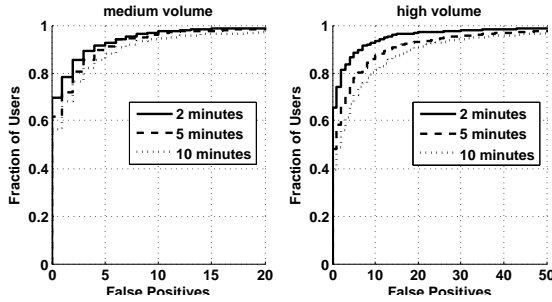 medium volume
Fraction of Users
1
0.8
0.6
0.4
0.2
0
2 minutes
5 minutes
10 minutes
0 5 10 15 20
False Positives
high volume
Fraction of Users
1
0.8
0.6
0.4
0.2
0
2 minutes
5 minutes
10 minutes
0 10 20 30 40 50
False Positives